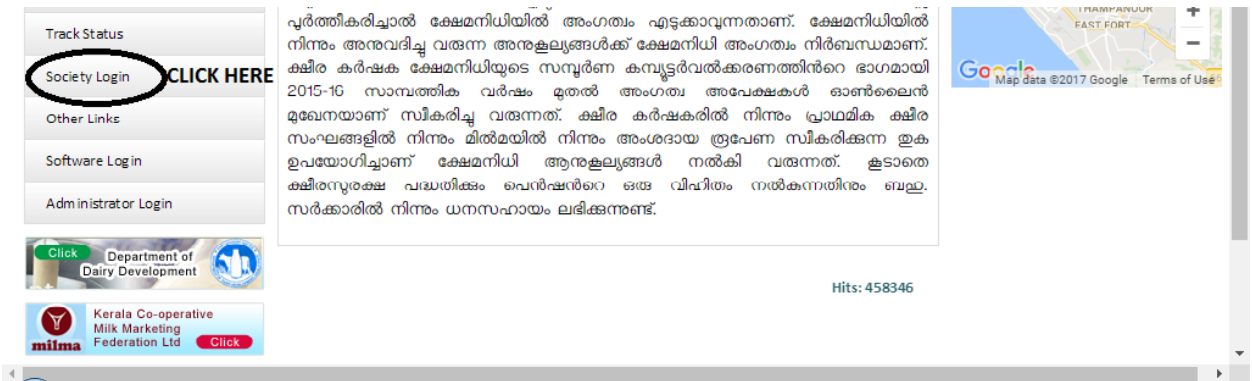 Track Status
Society Login CLICK HERE
Other Links
Software Login
Administrator Login
Click Department of
Dairy Development
Kerala Co-operative
Milk Marketing
milma Federation Ltd Click
പൂർത്തീകരിച്ചാൽ ക്ഷേമനിധിയിൽ അംഗത്വം എടുക്കാവുന്നതാണ്. ക്ഷേമനിധിയിൽ
നിന്നും അനുവദിച്ചു വരുന്ന അനുകൂല്യങ്ങൾക്ക് ക്ഷേമനിധി അംഗത്വം നിർബന്ധമാണ്.
ക്ഷീര കർഷക ക്ഷേമനിധിയുടെ സമ്പൂർണ കമ്പ്യൂട്ടർവൽക്കരണത്തിൻറെ ഭാഗമായി
2015-16 സാമ്പത്തിക വർഷം മുതൽ അംഗത്വ അപേക്ഷകൾ ഓൺലൈൻ
മുഖേനയാണ് സ്വീകരിച്ചു വരുന്നത്. ക്ഷീര കർഷകരിൽ നിന്നും പ്രാഥമിക ക്ഷീര
സംഘങ്ങളിൽ നിന്നും മിൽമയിൽ നിന്നും അംശദായ രൂപേണ സ്വീകരിക്കുന്ന തുക
ഉപയോഗിച്ചാണ് ക്ഷേമനിധി ആനുകൂല്യങ്ങൾ നൽകി വരുന്നത്. കൂടാതെ
ക്ഷീരസുരക്ഷ പദ്ധതിക്കും പെൻഷൻറെ ഒരു വിഹിതം നൽകുന്നതിനും ബഹു.
സർക്കാരിൽ നിന്നും ധനസഹായം ലഭിക്കുന്നുണ്ട്.
Hits: 458346
THAMPANOOR
EAST FORT
Google Map data ©2017 Google Terms of Use